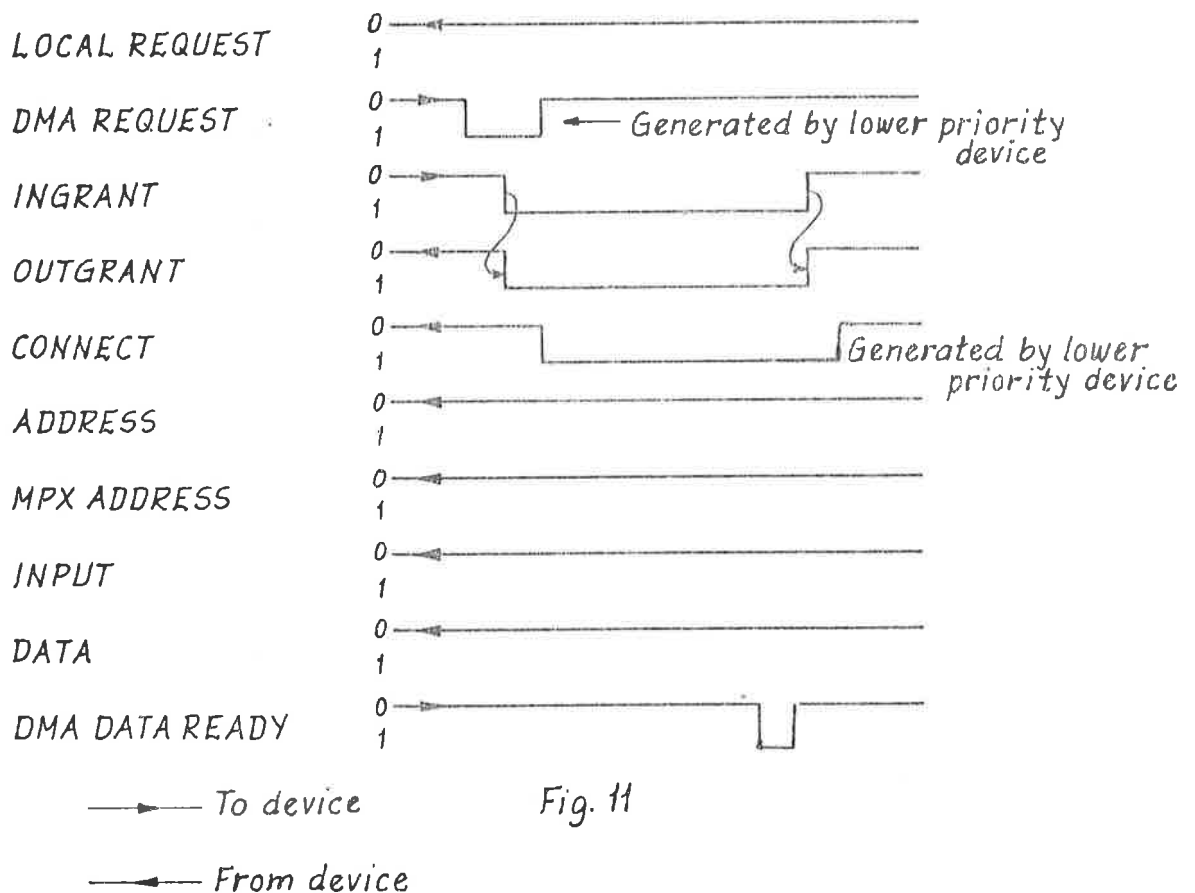 LOCAL REQUEST
0
1
DMA REQUEST
0
1
Generated by lower priority
device
INGRANT
0
1
OUTGRANT
0
1
CONNECT
0
1
Generated by lower
priority device
ADDRESS
0
1
MPX ADDRESS
0
1
INPUT
0
1
DATA
0
1
DMA DATA READY
0
1
To device
Fig. 11
From device